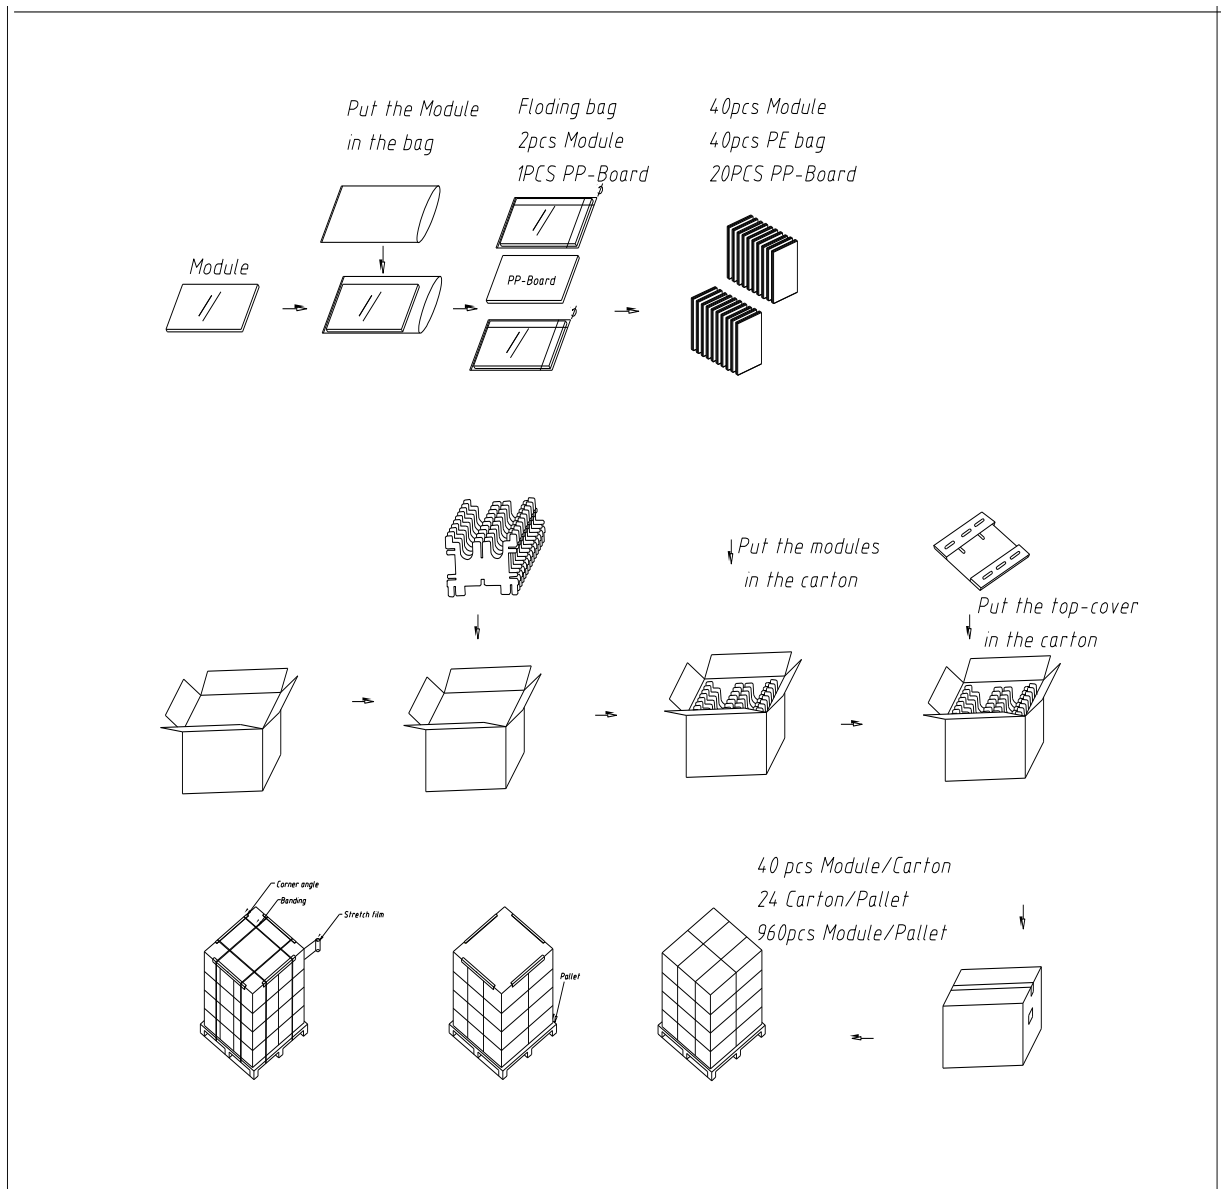 Put the Module
in the bag
Floding bag
2pcs Module
1PCS PP-Board
40pcs Module
40pcs PE bag
20PCS PP-Board
Module
PP-Board
Put the modules
in the carton
Put the top-cover
in the carton
40 pcs Module/Carton
24 Carton/Pallet
960pcs Module/Pallet
Corner angle
Banding
Stretch film
Pallet